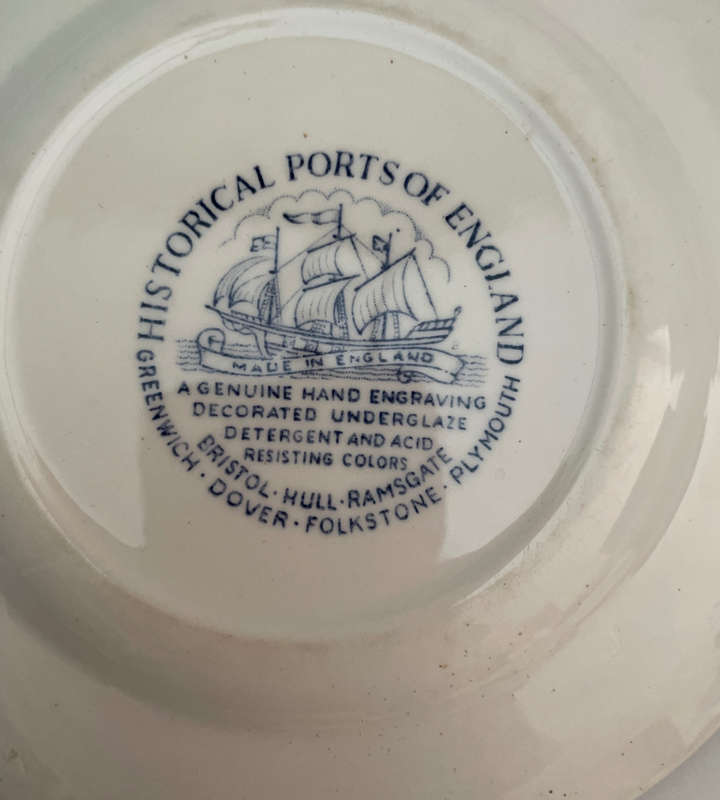 HISTORICAL PORTS OF ENGLAND
MADE IN ENGLAND
A GENUINE HAND ENGRAVING
DECORATED UNDERGLAZE
DETERGENT AND ACID
RESISTING COLORS
BRISTOL · HULL · RAMSGATE
GREENWICH · DOVER · FOLKSTONE · PLYMOUTH